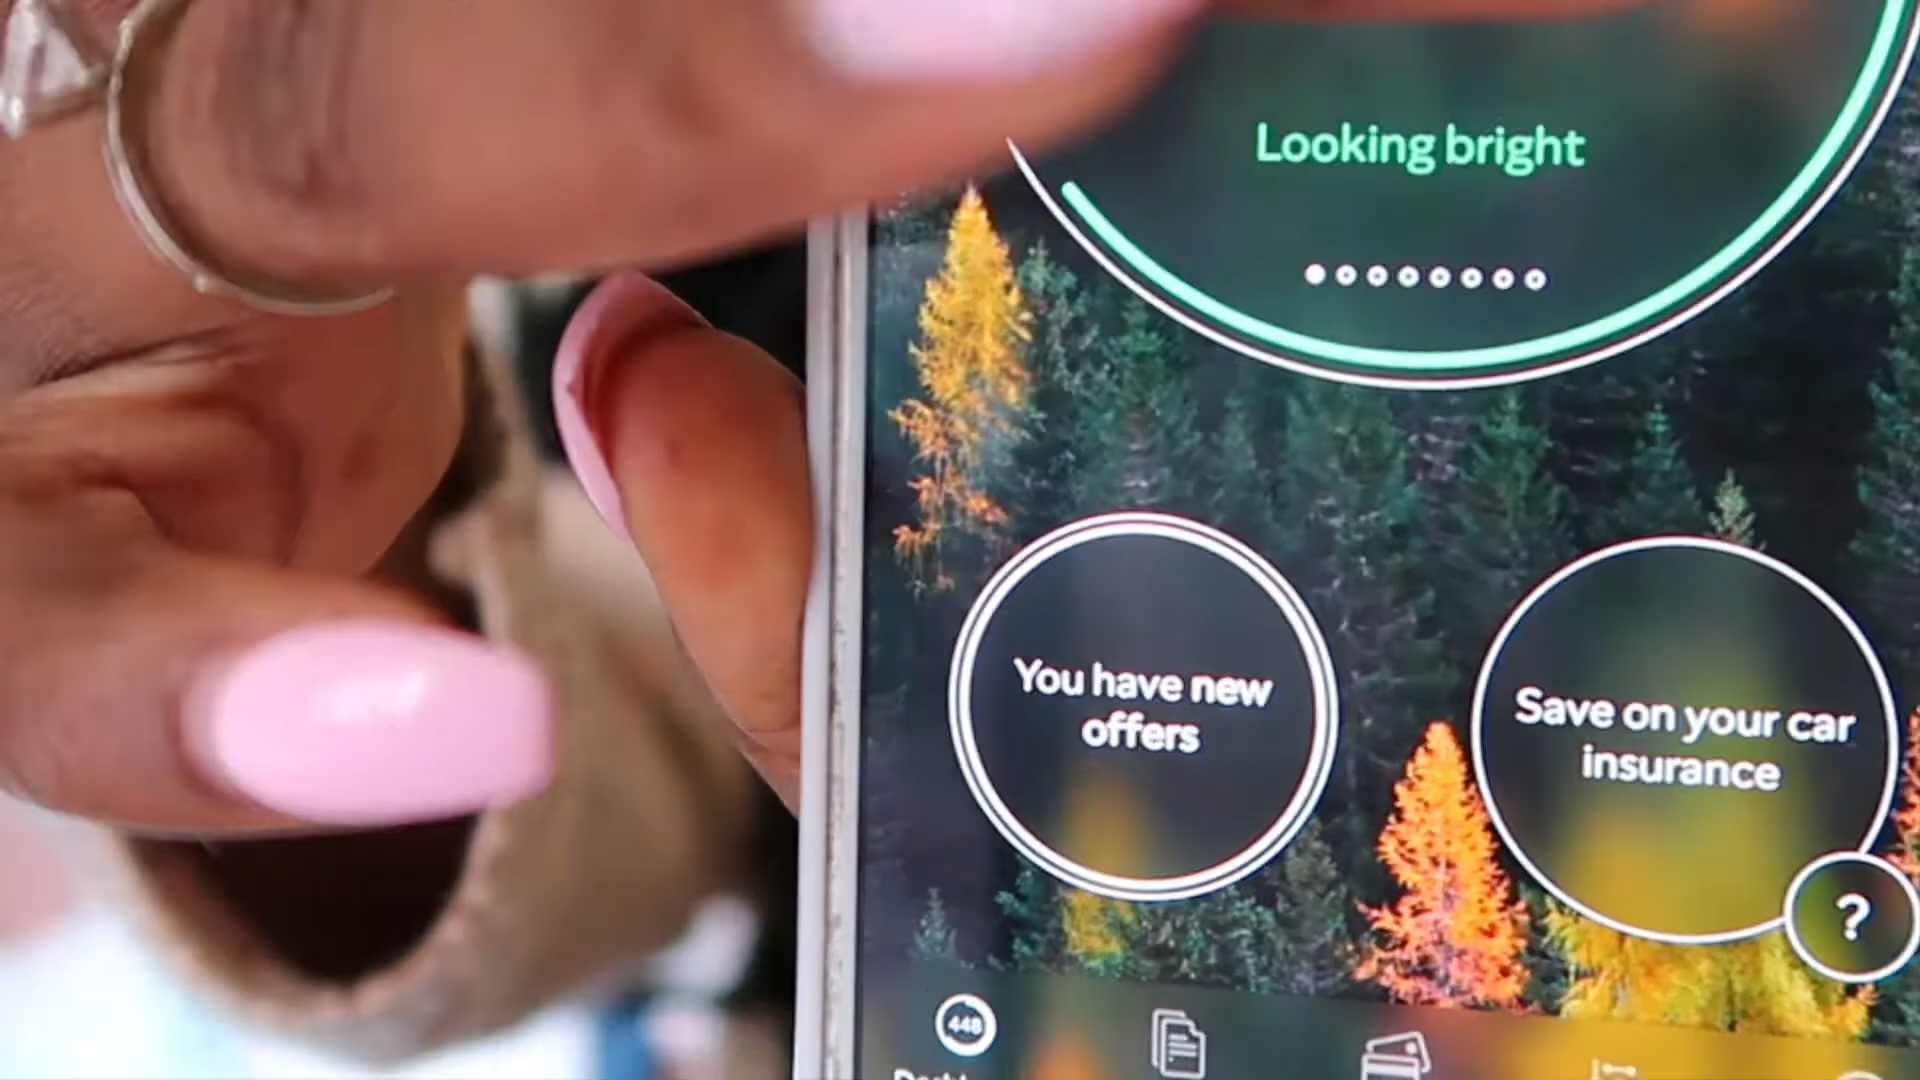 Looking bright
You have new
offers
Save on your car
insurance
?
448